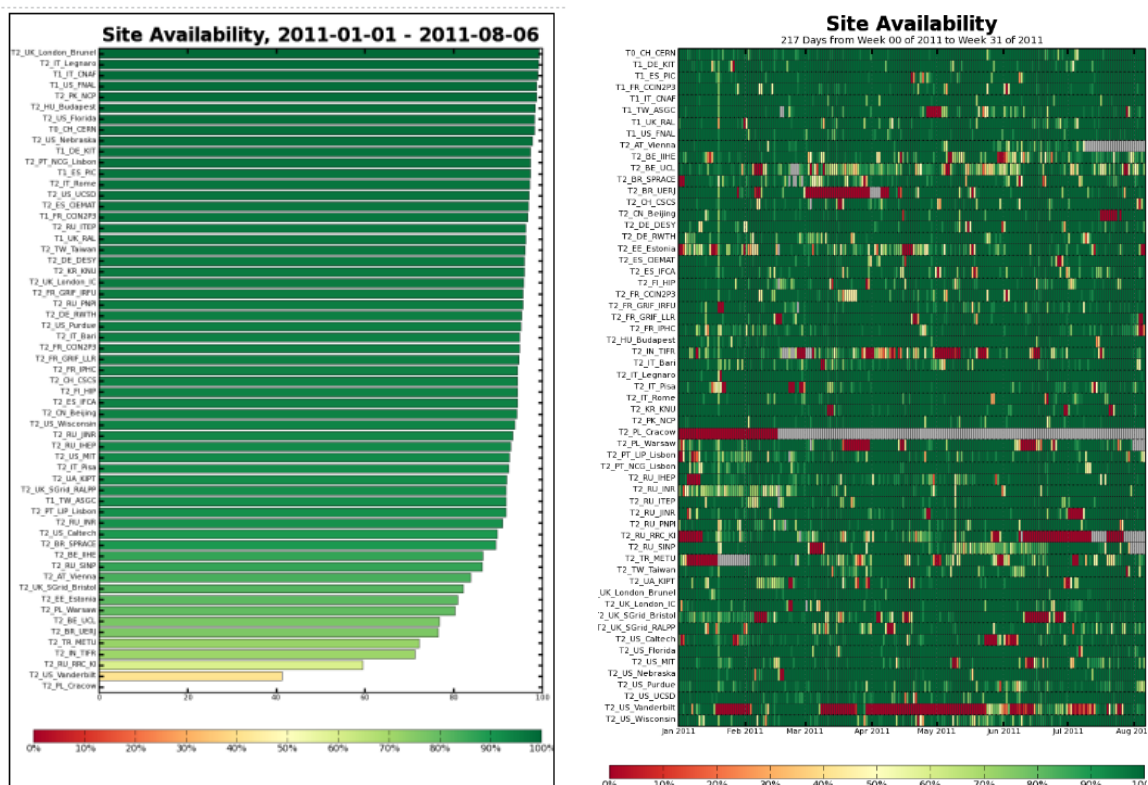 Site Availability, 2011-01-01 - 2011-08-06
T2_UK_London_Brunel
T2_IT_Legnaro
T1_IT_CNAF
T1_US_FNAL
T2_PK_NCP
T2_HU_Budapest
T2_US_Florida
T0_CH_CERN
T2_US_Nebraska
T1_DE_KIT
T2_PT_NCG_Lisbon
T1_ES_PIC
T2_IT_Rome
T2_US_UCSD
T2_ES_CIEMAT
T1_FR_CCIN2P3
T2_RU_ITEP
T1_UK_RAL
T2_TW_Taiwan
T2_DE_DESY
T2_KR_KNU
T2_UK_London_IC
T2_FR_GRIF_IRFU
T2_RU_PNPI
T2_DE_RWTH
T2_US_Purdue
T2_IT_Bari
T2_FR_CCIN2P3
T2_FR_GRIF_LLR
T2_FR_IPHC
T2_CH_CSCS
T2_FI_HIP
T2_ES_IFCA
T2_CN_Beijing
T2_US_Wisconsin
T2_RU_JINR
T2_RU_IHEP
T2_US_MIT
T2_IT_Pisa
T2_UA_KIPT
T2_UK_SGrid_RALPP
T1_TW_ASGC
T2_PT_LIP_Lisbon
T2_RU_INR
T2_US_Caltech
T2_BR_SPRACE
T2_BE_IIHE
T2_RU_SINP
T2_AT_Vienna
T2_UK_SGrid_Bristol
T2_EE_Estonia
T2_PL_Warsaw
T2_BE_UCL
T2_BR_UERJ
T2_TR_METU
T2_IN_TIFR
T2_RU_RRC_KI
T2_US_Vanderbilt
T2_PL_Cracow
0 20 40 60 80 100
0% 10% 20% 30% 40% 50% 60% 70% 80% 90% 100%
Site Availability
217 Days from Week 00 of 2011 to Week 31 of 2011
T0_CH_CERN
T1_DE_KIT
T1_ES_PIC
T1_FR_CCIN2P3
T1_IT_CNAF
T1_TW_ASGC
T1_UK_RAL
T1_US_FNAL
T2_AT_Vienna
T2_BE_IIHE
T2_BE_UCL
T2_BR_SPRACE
T2_BR_UERJ
T2_CH_CSCS
T2_CN_Beijing
T2_DE_DESY
T2_DE_RWTH
T2_EE_Estonia
T2_ES_CIEMAT
T2_ES_IFCA
T2_FI_HIP
T2_FR_CCIN2P3
T2_FR_GRIF_IRFU
T2_FR_GRIF_LLR
T2_FR_IPHC
T2_HU_Budapest
T2_IN_TIFR
T2_IT_Bari
T2_IT_Legnaro
T2_IT_Pisa
T2_IT_Rome
T2_KR_KNU
T2_PK_NCP
T2_PL_Cracow
T2_PL_Warsaw
T2_PT_LIP_Lisbon
T2_PT_NCG_Lisbon
T2_RU_IHEP
T2_RU_INR
T2_RU_ITEP
T2_RU_JINR
T2_RU_PNPI
T2_RU_RRC_KI
T2_RU_SINP
T2_TR_METU
T2_TW_Taiwan
T2_UA_KIPT
_UK_London_Brunel
T2_UK_London_IC
T2_UK_SGrid_Bristol
T2_UK_SGrid_RALPP
T2_US_Caltech
T2_US_Florida
T2_US_MIT
T2_US_Nebraska
T2_US_Purdue
T2_US_UCSD
T2_US_Vanderbilt
T2_US_Wisconsin
Jan 2011 Feb 2011 Mar 2011 Apr 2011 May 2011 Jun 2011 Jul 2011 Aug 201
0% 10% 20% 30% 40% 50% 60% 70% 80% 90% 100